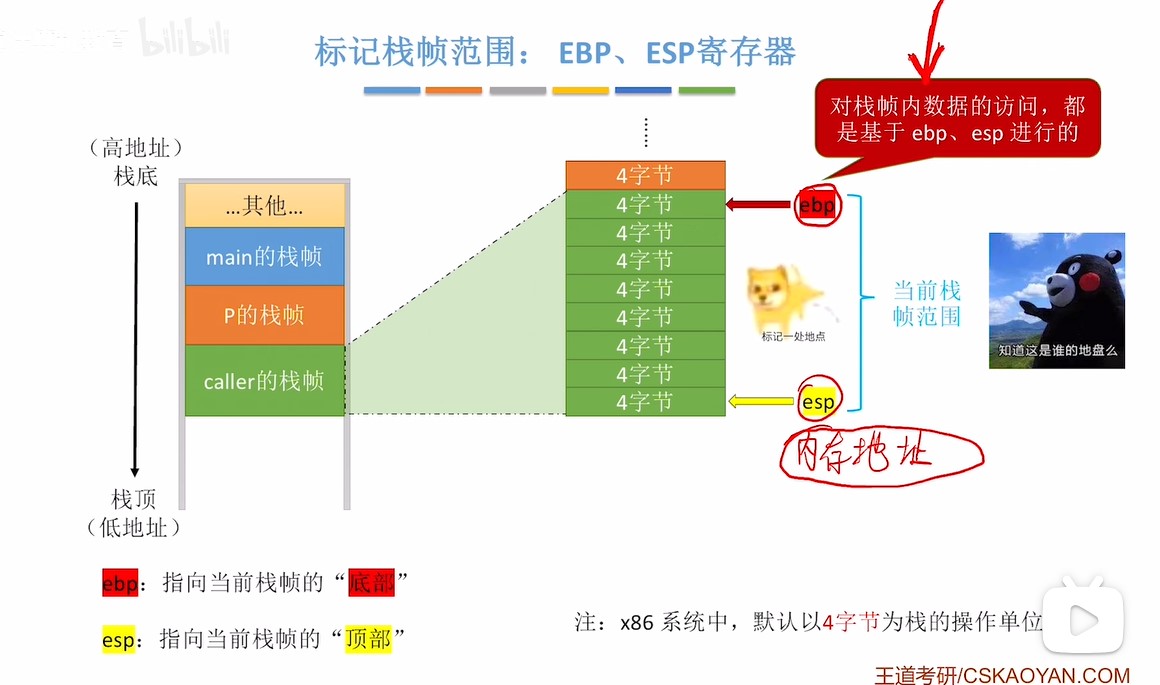 bilibili
标记栈帧范围： EBP、ESP寄存器
对栈帧内数据的访问，都
是基于 ebp、esp 进行的
（高地址）
栈底
…其他…
main的栈帧
P的栈帧
caller的栈帧
栈顶
（低地址）
4字节
4字节
4字节
4字节
4字节
4字节
4字节
4字节
4字节
ebp
标记一处地点
esp
当前栈
帧范围
知道这是谁的地盘么
内存地址
ebp：指向当前栈帧的“底部”
esp：指向当前栈帧的“顶部”
注：x86 系统中，默认以4字节为栈的操作单位
王道考研/CSKAOYAN.COM